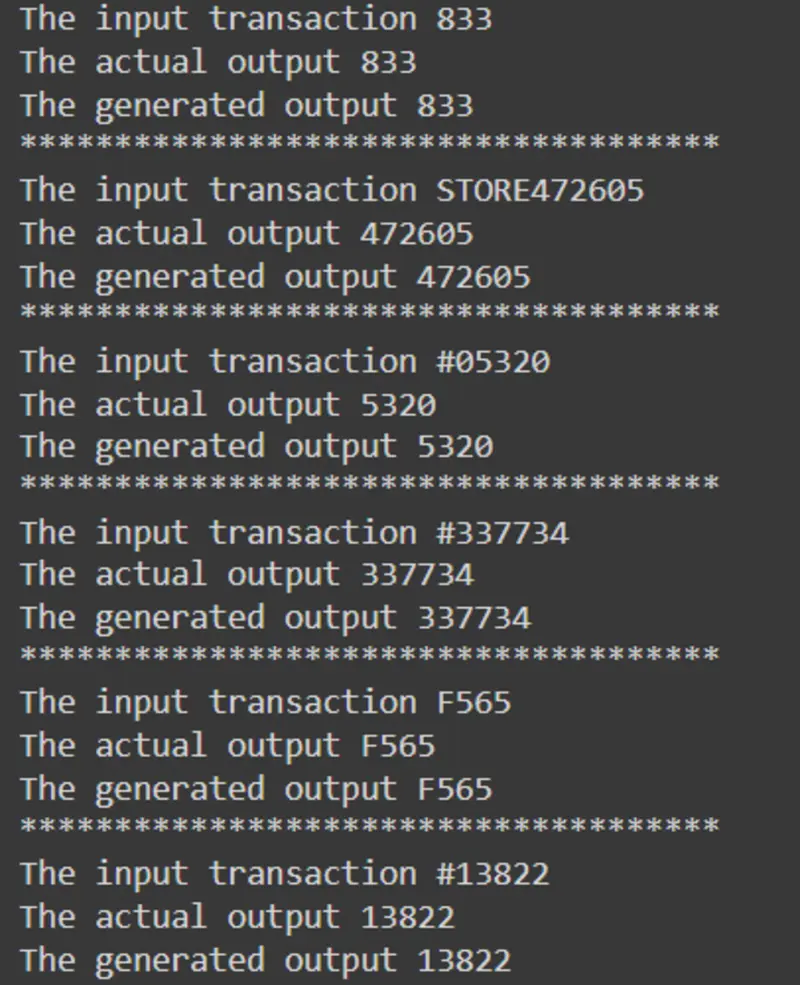 The input transaction 833
The actual output 833
The generated output 833
*************************************
The input transaction STORE472605
The actual output 472605
The generated output 472605
*************************************
The input transaction #05320
The actual output 5320
The generated output 5320
*************************************
The input transaction #337734
The actual output 337734
The generated output 337734
*************************************
The input transaction F565
The actual output F565
The generated output F565
*************************************
The input transaction #13822
The actual output 13822
The generated output 13822